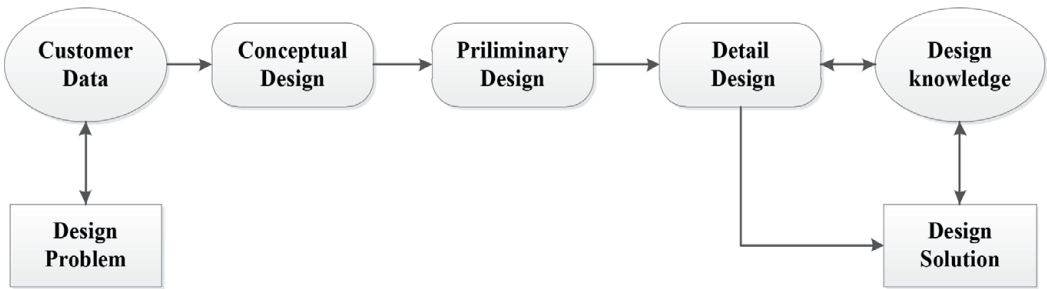 Customer
Data
Conceptual
Design
Priliminary
Design
Detail
Design
Design
knowledge
Design
Problem
Design
Solution